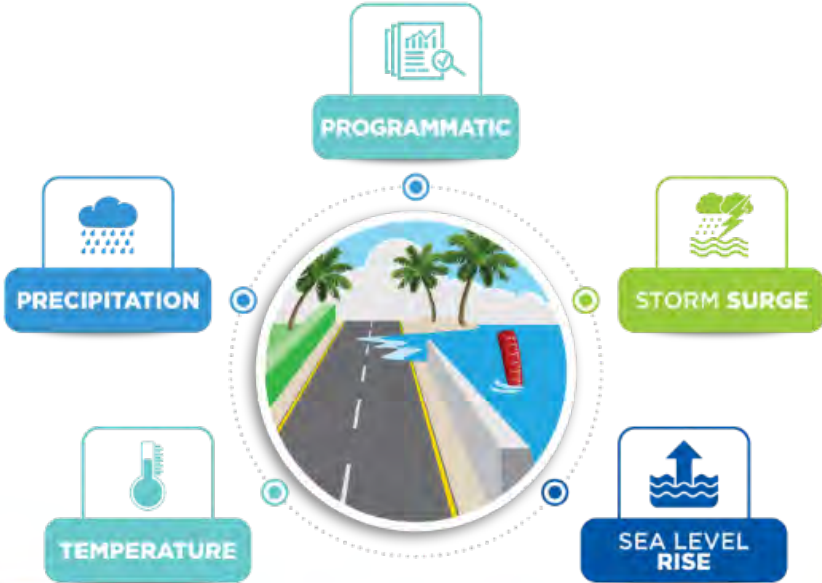 PROGRAMMATIC
PRECIPITATION
STORM SURGE
TEMPERATURE
SEA LEVEL
RISE